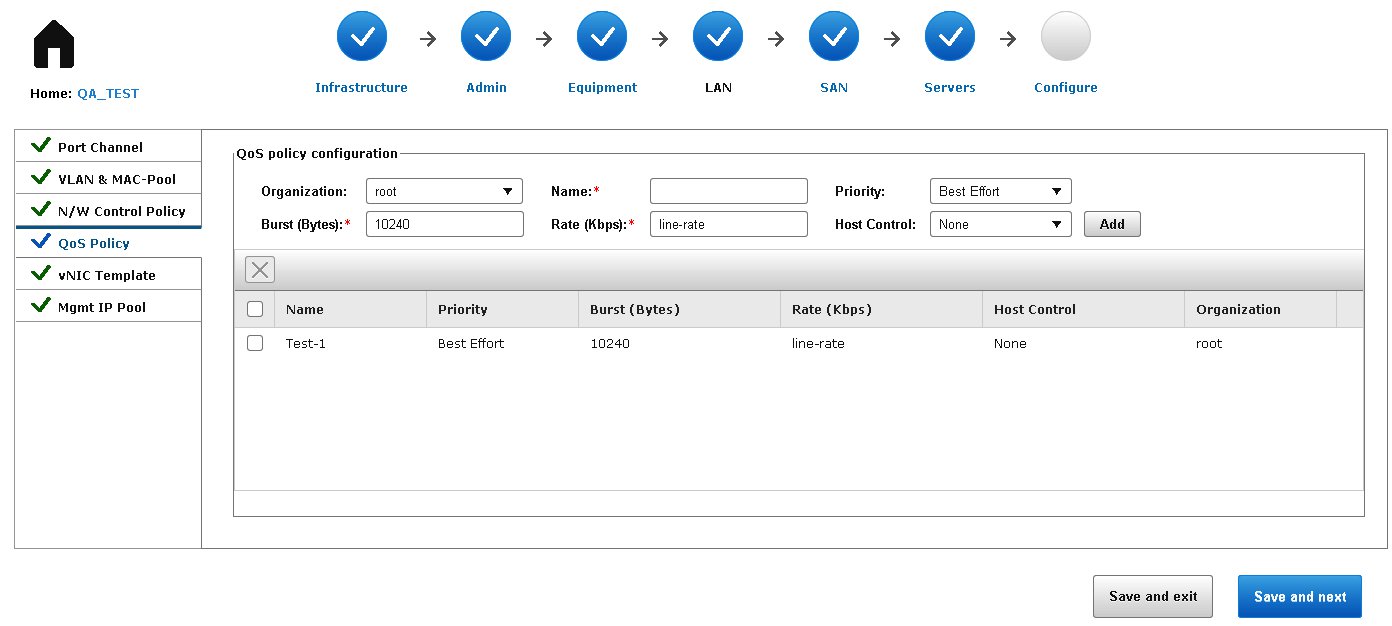 Infrastructure Admin Equipment LAN SAN Servers Configure
Home: QA_TEST
Port Channel
VLAN & MAC-Pool
N/W Control Policy
QoS Policy
vNIC Template
Mgmt IP Pool
QoS policy configuration
Organization: root Name:* Priority: Best Effort
Burst (Bytes):* 10240 Rate (Kbps):* line-rate Host Control: None Add
Name Priority Burst (Bytes) Rate (Kbps) Host Control Organization
Test-1 Best Effort 10240 line-rate None root
Save and exit Save and next